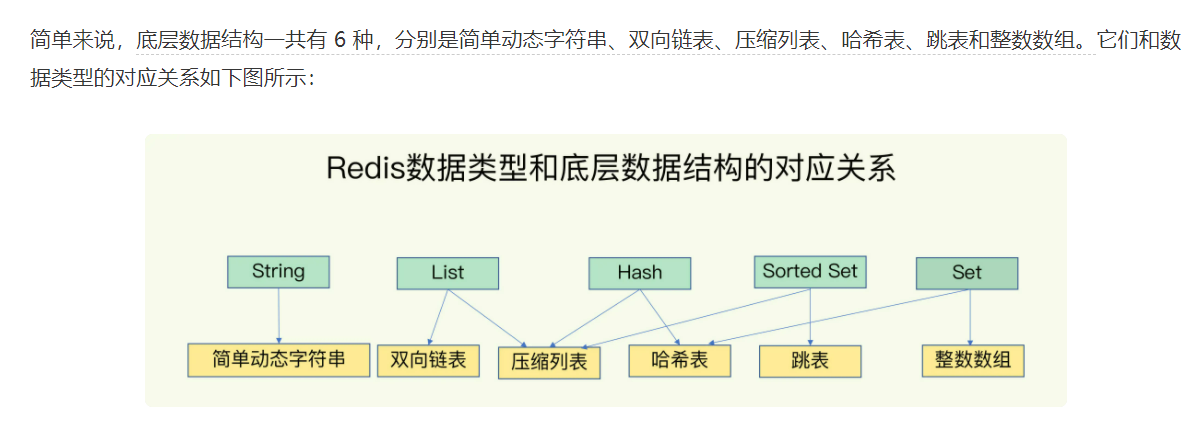 简单来说，底层数据结构一共有 6 种，分别是简单动态字符串、双向链表、压缩列表、哈希表、跳表和整数数组。它们和数
据类型的对应关系如下图所示：
Redis数据类型和底层数据结构的对应关系
String List Hash Sorted Set Set
简单动态字符串 双向链表 压缩列表 哈希表 跳表 整数数组